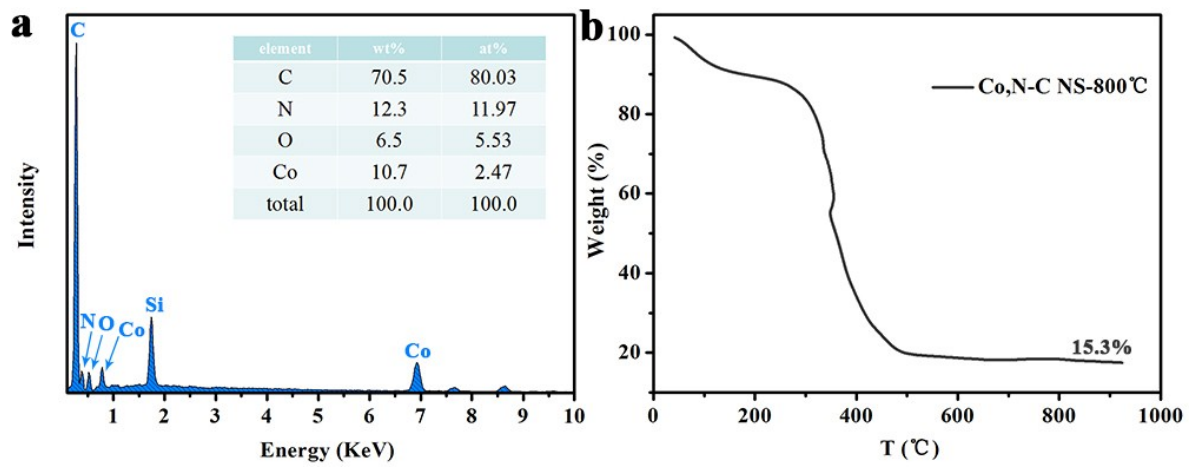 a
C
element wt% at%
C 70.5 80.03
N 12.3 11.97
O 6.5 5.53
Co 10.7 2.47
total 100.0 100.0
Si
N O Co
Co
Intensity
1 2 3 4 5 6 7 8 9 10
Energy (KeV)
b
100
80
60
40
20
Weight (%)
Co,N-C NS-800℃
15.3%
0 200 400 600 800 1000
T (℃)